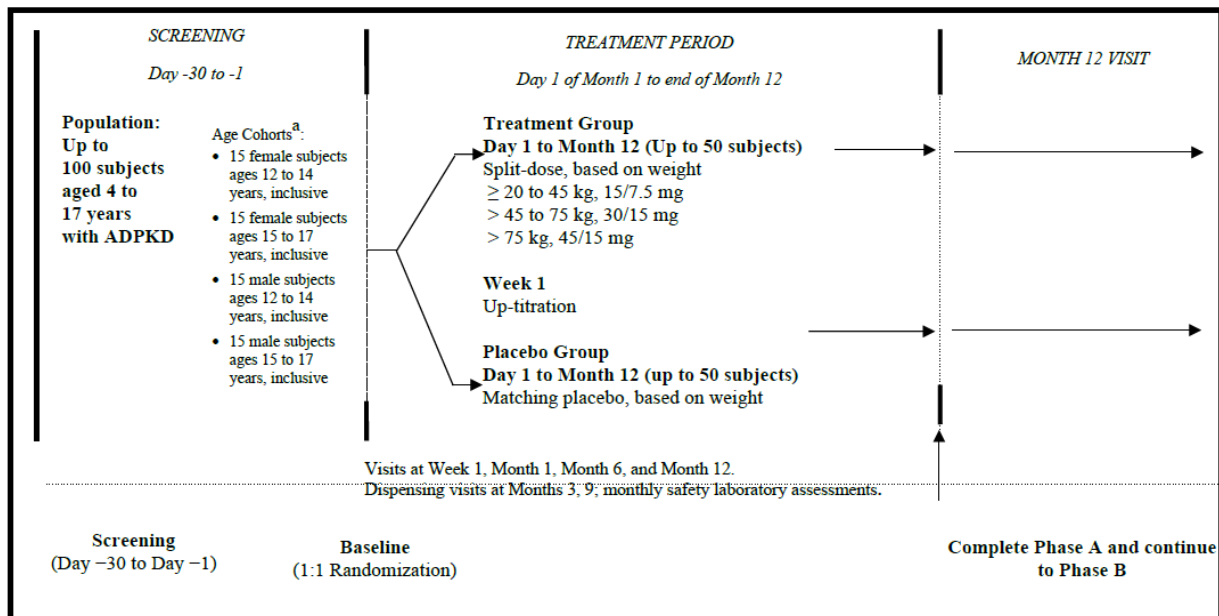 SCREENING
Day -30 to -1
Population:
Up to
100 subjects
aged 4 to
17 years
with ADPKD
Age Cohortsa:
• 15 female subjects
ages 12 to 14
years, inclusive
• 15 female subjects
ages 15 to 17
years, inclusive
• 15 male subjects
ages 12 to 14
years, inclusive
• 15 male subjects
ages 15 to 17
years, inclusive
TREATMENT PERIOD
Day 1 of Month 1 to end of Month 12
Treatment Group
Day 1 to Month 12 (Up to 50 subjects)
Split-dose, based on weight
≥ 20 to 45 kg, 15/7.5 mg
> 45 to 75 kg, 30/15 mg
> 75 kg, 45/15 mg
Week 1
Up-titration
Placebo Group
Day 1 to Month 12 (up to 50 subjects)
Matching placebo, based on weight
MONTH 12 VISIT
Visits at Week 1, Month 1, Month 6, and Month 12.
Dispensing visits at Months 3, 9; monthly safety laboratory assessments.
Screening
(Day −30 to Day −1)
Baseline
(1:1 Randomization)
Complete Phase A and continue
to Phase B